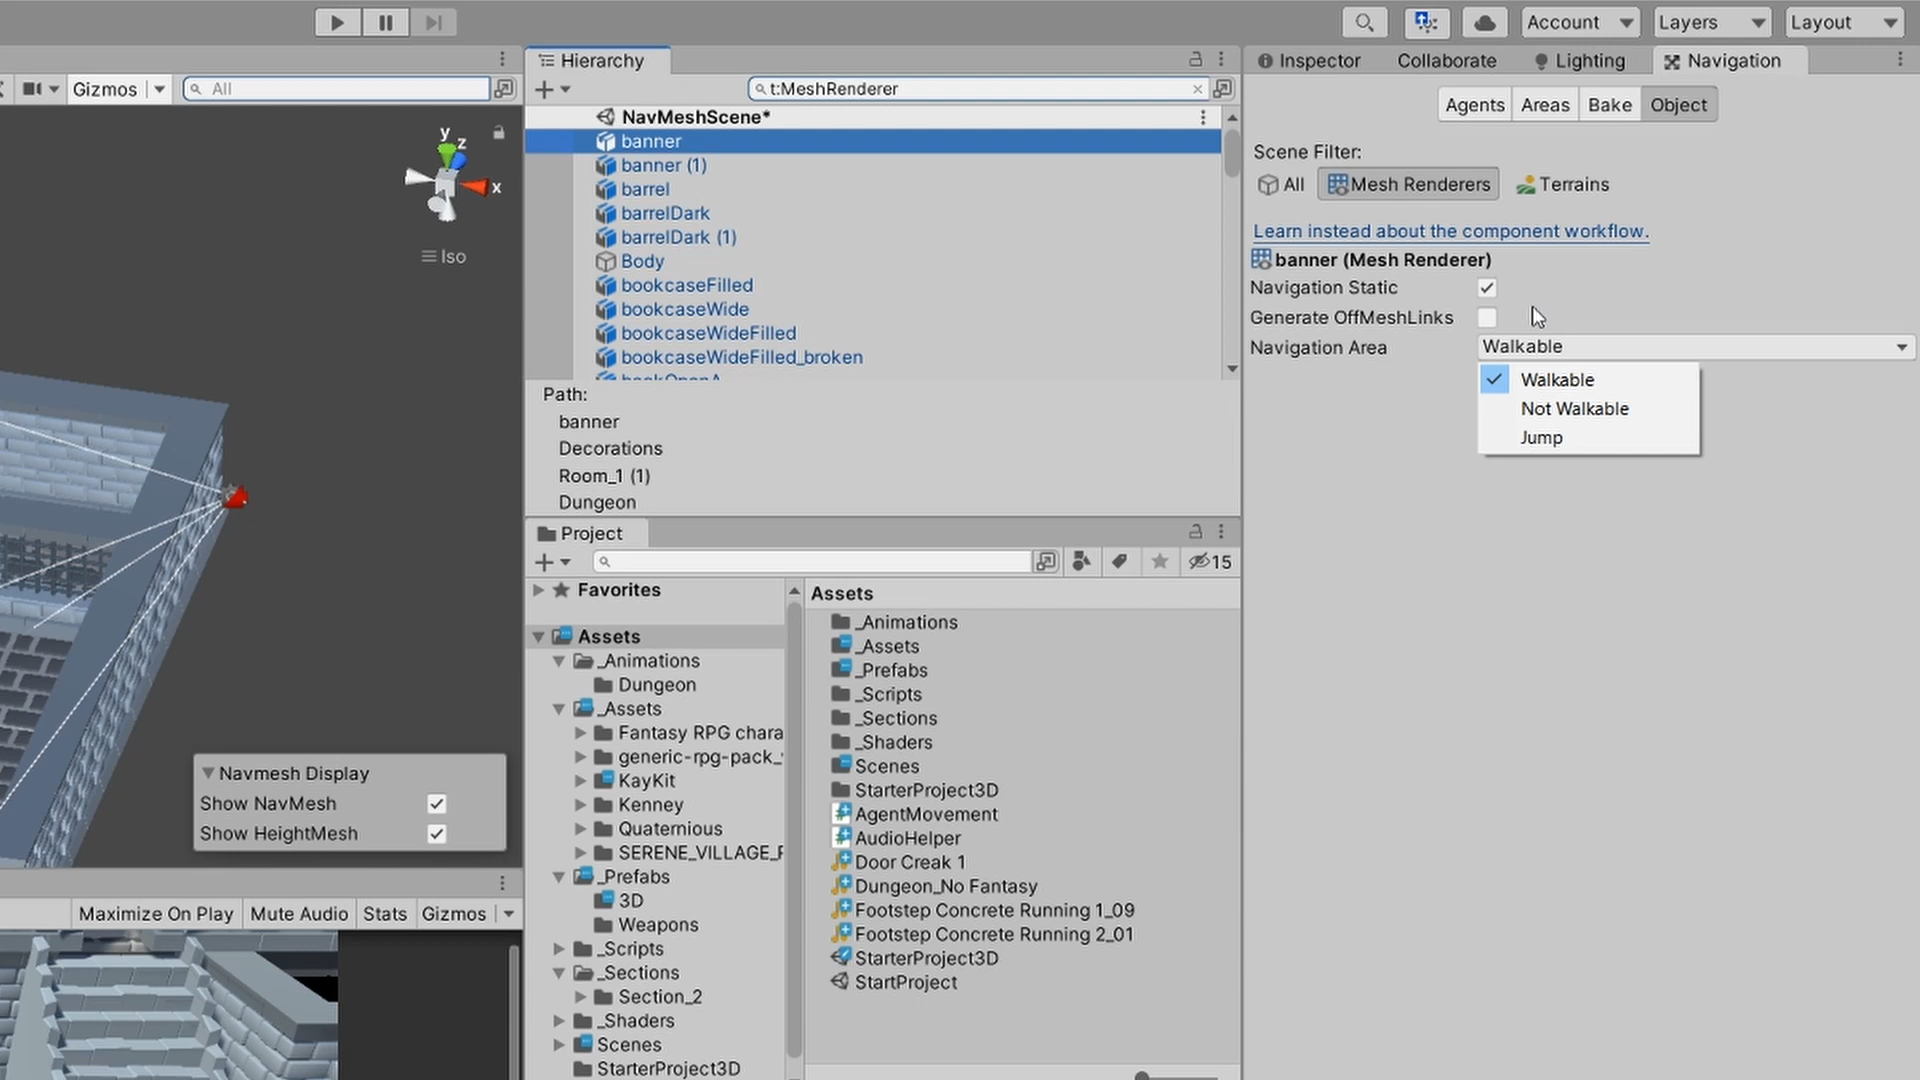 Account
Layers
Layout
Gizmos
All
y
z
x
Iso
Navmesh Display
Show NavMesh
Show HeightMesh
Maximize On Play
Mute Audio
Stats
Gizmos
Hierarchy
t:MeshRenderer
NavMeshScene*
banner
banner (1)
barrel
barrelDark
barrelDark (1)
Body
bookcaseFilled
bookcaseWide
bookcaseWideFilled
bookcaseWideFilled_broken
bookOpenA
Path:
banner
Decorations
Room_1 (1)
Dungeon
Project
15
Favorites
Assets
_Animations
Dungeon
_Assets
Fantasy RPG chara
generic-rpg-pack_
KayKit
Kenney
Quaternious
SERENE_VILLAGE_
_Prefabs
3D
Weapons
_Scripts
_Sections
Section_2
_Shaders
Scenes
StarterProject3D
Assets
_Animations
_Assets
_Prefabs
_Scripts
_Sections
_Shaders
Scenes
StarterProject3D
AgentMovement
AudioHelper
Door Creak 1
Dungeon_No Fantasy
Footstep Concrete Running 1_09
Footstep Concrete Running 2_01
StarterProject3D
StartProject
Inspector
Collaborate
Lighting
Navigation
Agents
Areas
Bake
Object
Scene Filter:
All
Mesh Renderers
Terrains
Learn instead about the component workflow.
banner (Mesh Renderer)
Navigation Static
Generate OffMeshLinks
Navigation Area
Walkable
Walkable
Not Walkable
Jump